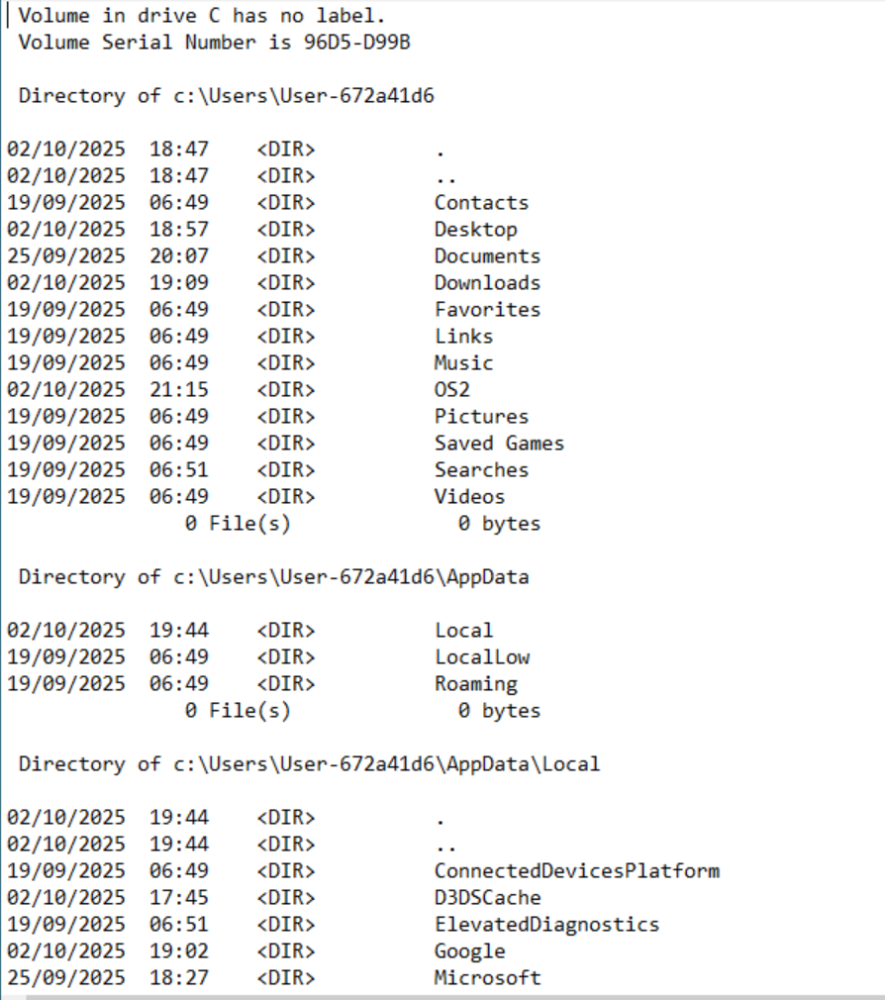 Volume in drive C has no label.
Volume Serial Number is 96D5-D99B
Directory of c:\Users\User-672a41d6
02/10/2025  18:47    <DIR>          .
02/10/2025  18:47    <DIR>          ..
19/09/2025  06:49    <DIR>          Contacts
02/10/2025  18:57    <DIR>          Desktop
25/09/2025  20:07    <DIR>          Documents
02/10/2025  19:09    <DIR>          Downloads
19/09/2025  06:49    <DIR>          Favorites
19/09/2025  06:49    <DIR>          Links
19/09/2025  06:49    <DIR>          Music
02/10/2025  21:15    <DIR>          OS2
19/09/2025  06:49    <DIR>          Pictures
19/09/2025  06:49    <DIR>          Saved Games
19/09/2025  06:51    <DIR>          Searches
19/09/2025  06:49    <DIR>          Videos
0 File(s)              0 bytes
Directory of c:\Users\User-672a41d6\AppData
02/10/2025  19:44    <DIR>          Local
19/09/2025  06:49    <DIR>          LocalLow
19/09/2025  06:49    <DIR>          Roaming
0 File(s)              0 bytes
Directory of c:\Users\User-672a41d6\AppData\Local
02/10/2025  19:44    <DIR>          .
02/10/2025  19:44    <DIR>          ..
19/09/2025  06:49    <DIR>          ConnectedDevicesPlatform
02/10/2025  17:45    <DIR>          D3DSCache
19/09/2025  06:51    <DIR>          ElevatedDiagnostics
02/10/2025  19:02    <DIR>          Google
25/09/2025  18:27    <DIR>          Microsoft